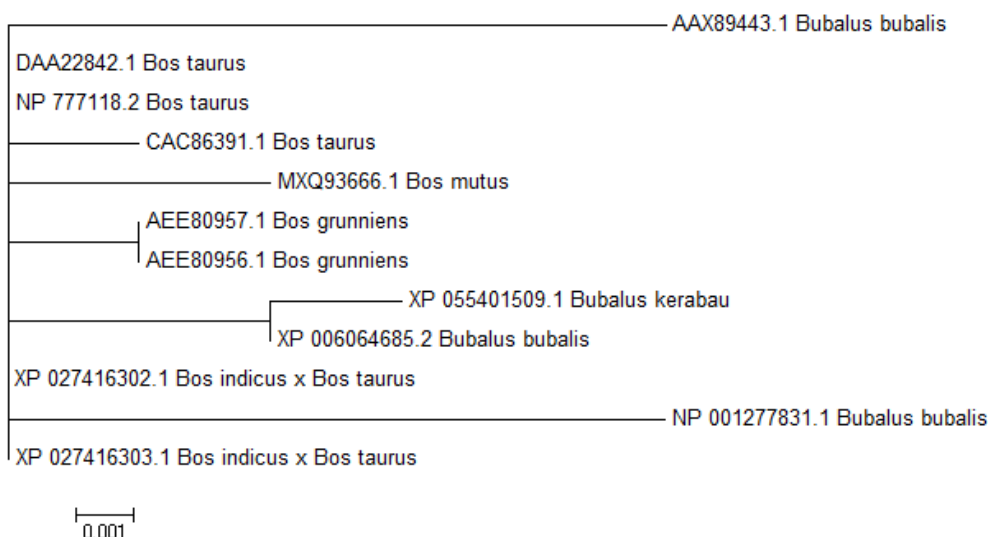 AAX89443.1 Bubalus bubalis
DAA22842.1 Bos taurus
NP 777118.2 Bos taurus
CAC86391.1 Bos taurus
MXQ93666.1 Bos mutus
AEE80957.1 Bos grunniens
AEE80956.1 Bos grunniens
XP 055401509.1 Bubalus kerabau
XP 006064685.2 Bubalus bubalis
XP 027416302.1 Bos indicus x Bos taurus
NP 001277831.1 Bubalus bubalis
XP 027416303.1 Bos indicus x Bos taurus
0.001